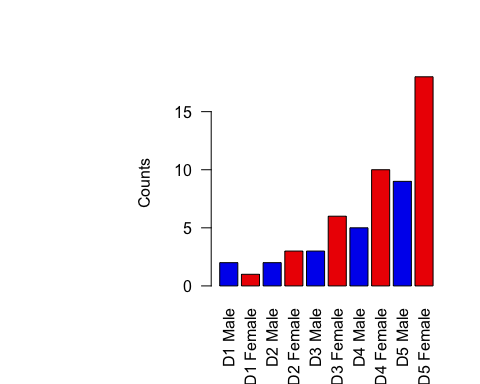 Counts
15
10
5
0
D1 Male
D1 Female
D2 Male
D2 Female
D3 Male
D3 Female
D4 Male
D4 Female
D5 Male
D5 Female